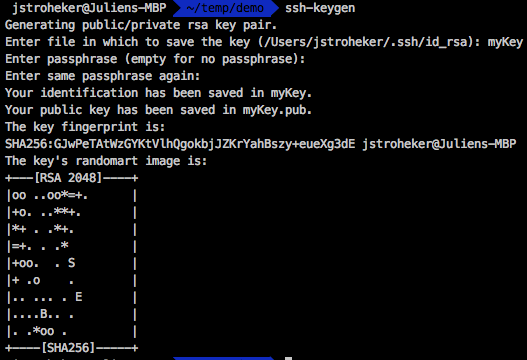 jstroheker@Juliens-MBP ~/temp/demo ssh-keygen
Generating public/private rsa key pair.
Enter file in which to save the key (/Users/jstroheker/.ssh/id_rsa): myKey
Enter passphrase (empty for no passphrase):
Enter same passphrase again:
Your identification has been saved in myKey.
Your public key has been saved in myKey.pub.
The key fingerprint is:
SHA256:GJwPeTAtWzGYKtVlhQgokbjJZKrYahBszy+eueXg3dE jstroheker@Juliens-MBP
The key's randomart image is:
+---[RSA 2048]----+
|oo ..oo*=+.      |
|+o. ..**+.       |
|*+ . .*+.        |
|=+. . .*         |
|+oo.  . S        |
|+ .o    .        |
|.. ... . E       |
|....B.. .        |
|. .*oo .         |
+----[SHA256]-----+